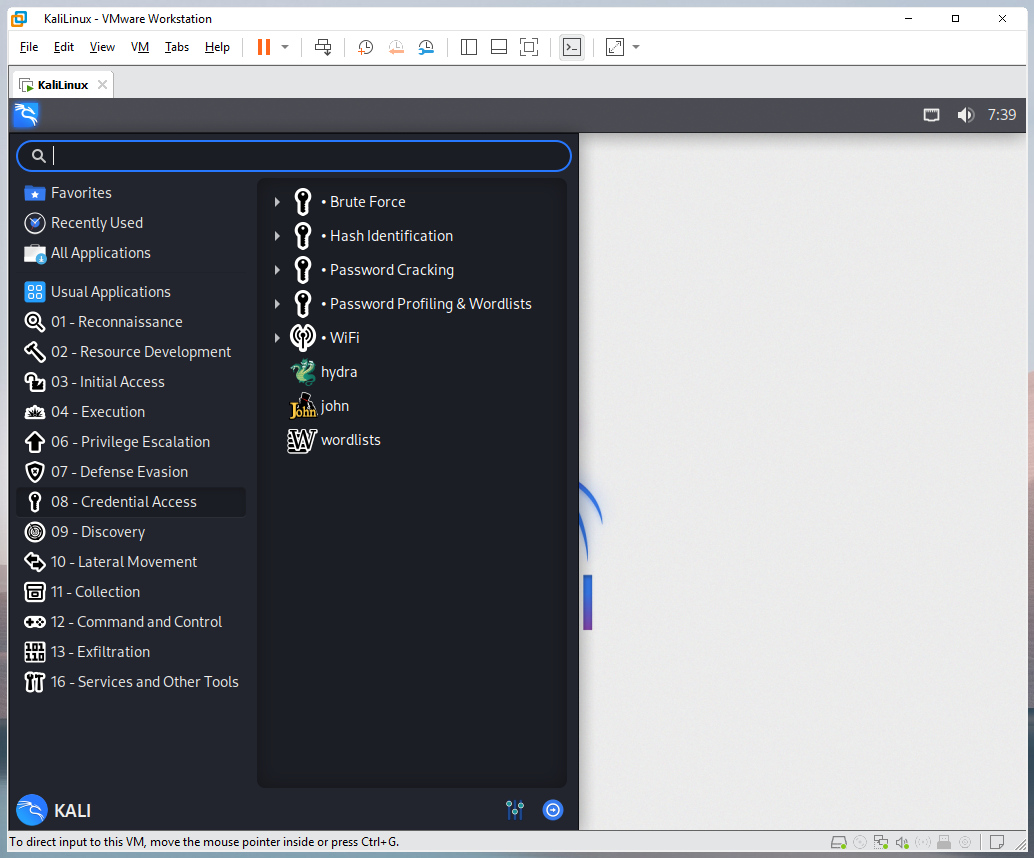 KaliLinux - VMware Workstation
File Edit View VM Tabs Help
KaliLinux
7:39
Favorites
Recently Used
All Applications
Usual Applications
01 - Reconnaissance
02 - Resource Development
03 - Initial Access
04 - Execution
06 - Privilege Escalation
07 - Defense Evasion
08 - Credential Access
09 - Discovery
10 - Lateral Movement
11 - Collection
12 - Command and Control
13 - Exfiltration
16 - Services and Other Tools
• Brute Force
• Hash Identification
• Password Cracking
• Password Profiling & Wordlists
• WiFi
hydra
John john
W wordlists
KALI
To direct input to this VM, move the mouse pointer inside or press Ctrl+G.